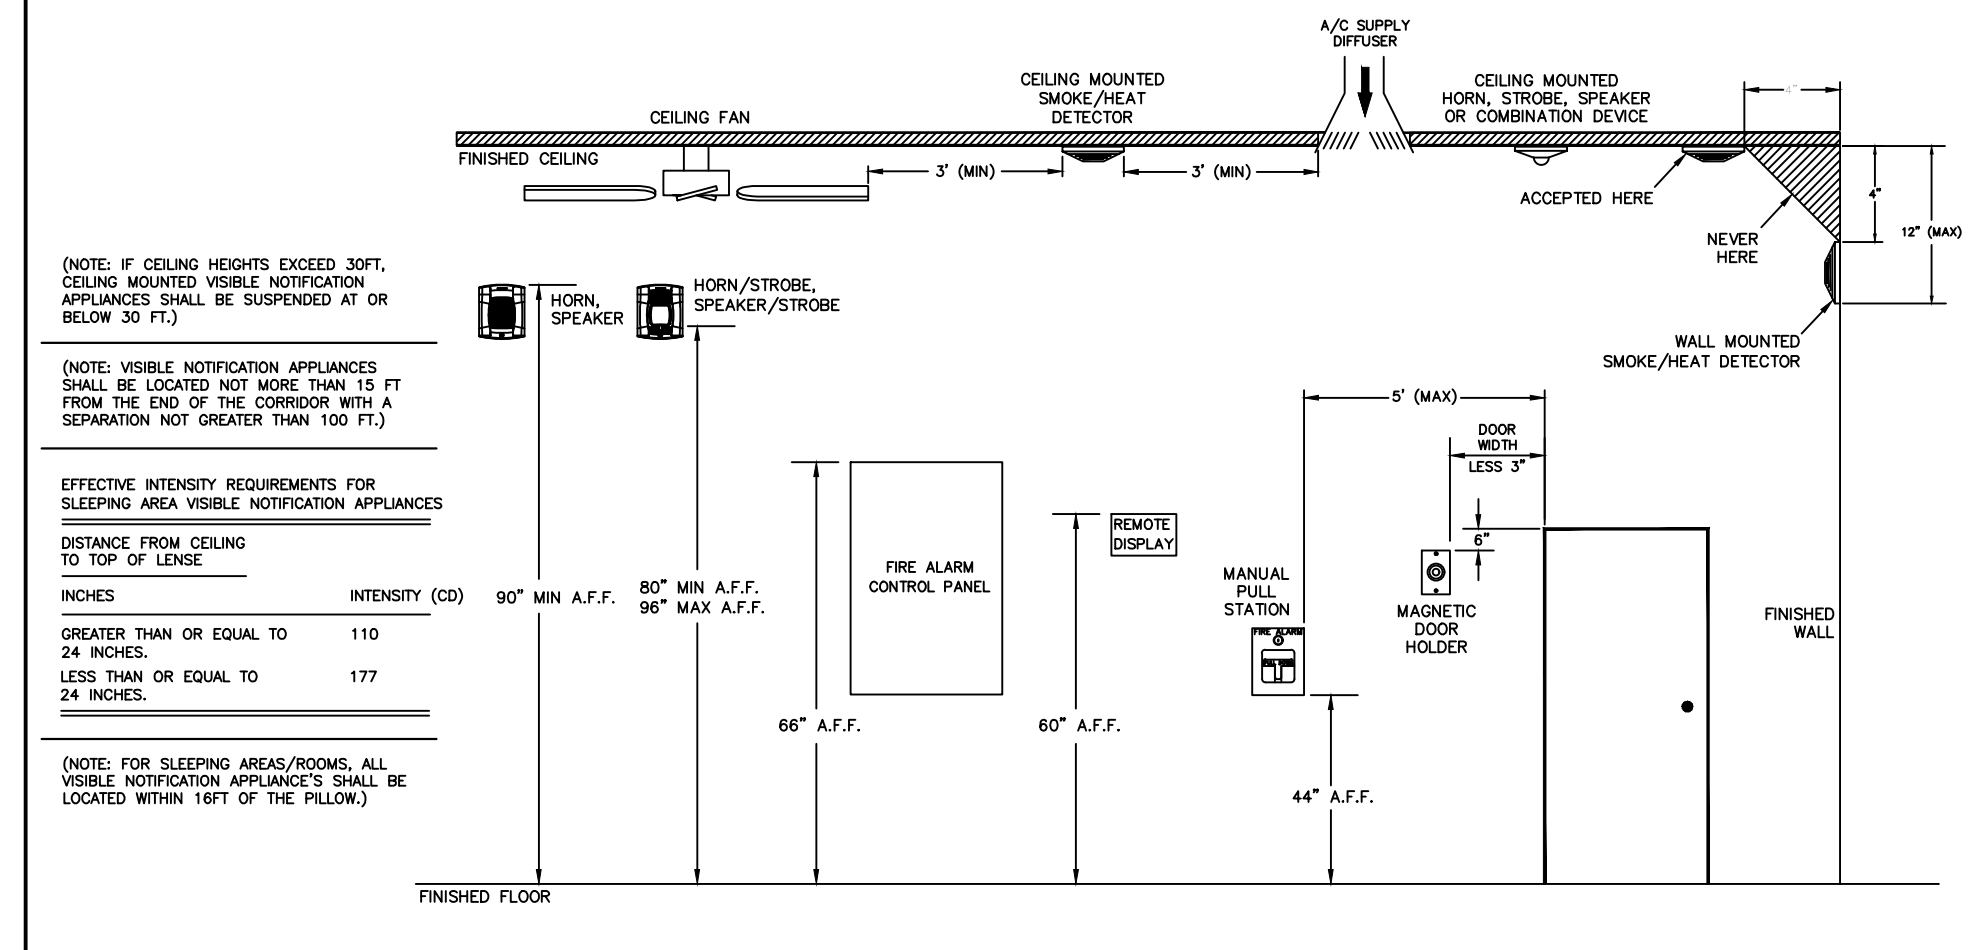 A/C SUPPLY
DIFFUSER
CEILING MOUNTED
SMOKE/HEAT
DETECTOR
CEILING MOUNTED
HORN, STROBE, SPEAKER
OR COMBINATION DEVICE
4"
CEILING FAN
FINISHED CEILING
3' (MIN)
3' (MIN)
ACCEPTED HERE
4"
NEVER
HERE
12" (MAX)
(NOTE: IF CEILING HEIGHTS EXCEED 30FT,
CEILING MOUNTED VISIBLE NOTIFICATION
APPLIANCES SHALL BE SUSPENDED AT OR
BELOW 30 FT.)
HORN,
SPEAKER
HORN/STROBE,
SPEAKER/STROBE
WALL MOUNTED
SMOKE/HEAT DETECTOR
(NOTE: VISIBLE NOTIFICATION APPLIANCES
SHALL BE LOCATED NOT MORE THAN 15 FT
FROM THE END OF THE CORRIDOR WITH A
SEPARATION NOT GREATER THAN 100 FT.)
5' (MAX)
DOOR
WIDTH
LESS 3"
EFFECTIVE INTENSITY REQUIREMENTS FOR
SLEEPING AREA VISIBLE NOTIFICATION APPLIANCES
DISTANCE FROM CEILING
TO TOP OF LENSE
INCHES INTENSITY (CD)
GREATER THAN OR EQUAL TO 110
24 INCHES.
LESS THAN OR EQUAL TO 177
24 INCHES.
90" MIN A.F.F.
80" MIN A.F.F.
96" MAX A.F.F.
FIRE ALARM
CONTROL PANEL
REMOTE
DISPLAY
6"
MANUAL
PULL
STATION
FIRE ALARM
MAGNETIC
DOOR
HOLDER
FINISHED
WALL
66" A.F.F.
60" A.F.F.
44" A.F.F.
(NOTE: FOR SLEEPING AREAS/ROOMS, ALL
VISIBLE NOTIFICATION APPLIANCE'S SHALL BE
LOCATED WITHIN 16FT OF THE PILLOW.)
FINISHED FLOOR